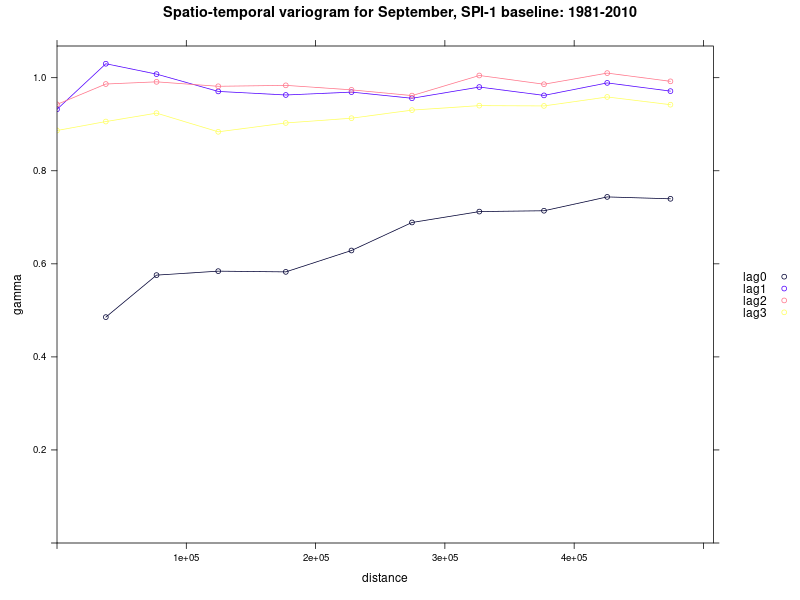 Spatio-temporal variogram for September, SPI-1 baseline: 1981-2010
1.0
0.8
0.6
0.4
0.2
gamma
1e+05 2e+05 3e+05 4e+05
distance
lag0
lag1
lag2
lag3